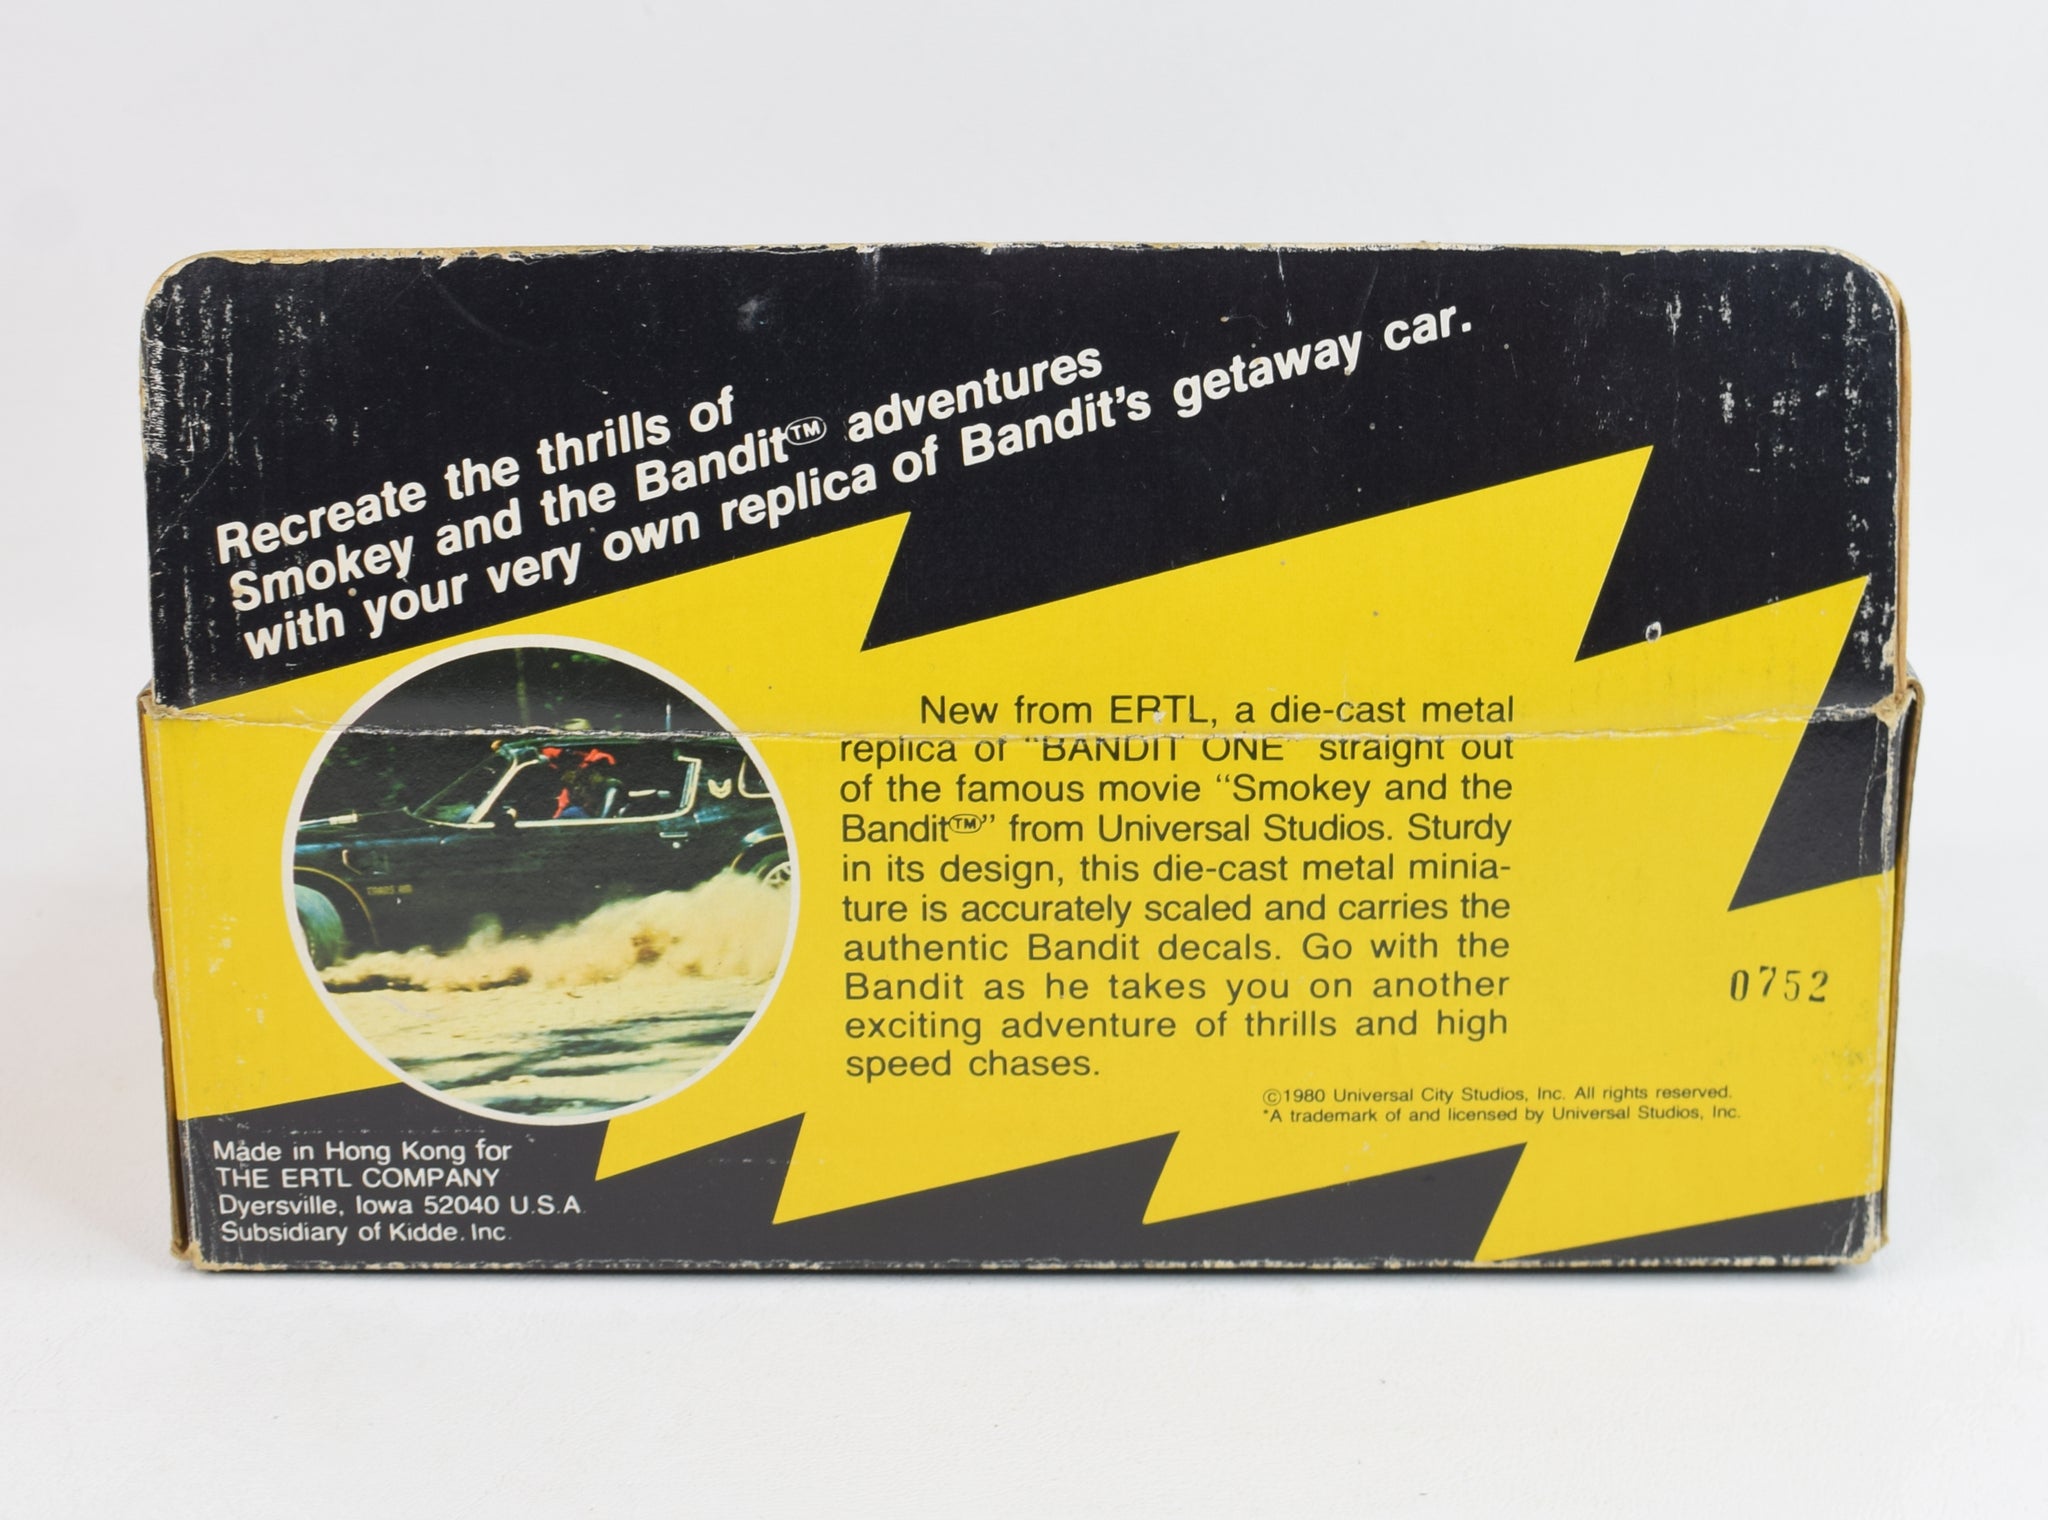 Recreate the thrills of
Smokey and the Bandit™ adventures
with your very own replica of Bandit's getaway car.
New from ERTL, a die-cast metal
replica of "BANDIT ONE" straight out
of the famous movie "Smokey and the
Bandit™" from Universal Studios. Sturdy
in its design, this die-cast metal minia-
ture is accurately scaled and carries the
authentic Bandit decals. Go with the
Bandit as he takes you on another
exciting adventure of thrills and high
speed chases.
TRANS AM
0752
©1980 Universal City Studios, Inc. All rights reserved.
*A trademark of and licensed by Universal Studios, Inc.
Made in Hong Kong for
THE ERTL COMPANY
Dyersville, Iowa 52040 U.S.A.
Subsidiary of Kidde, Inc.